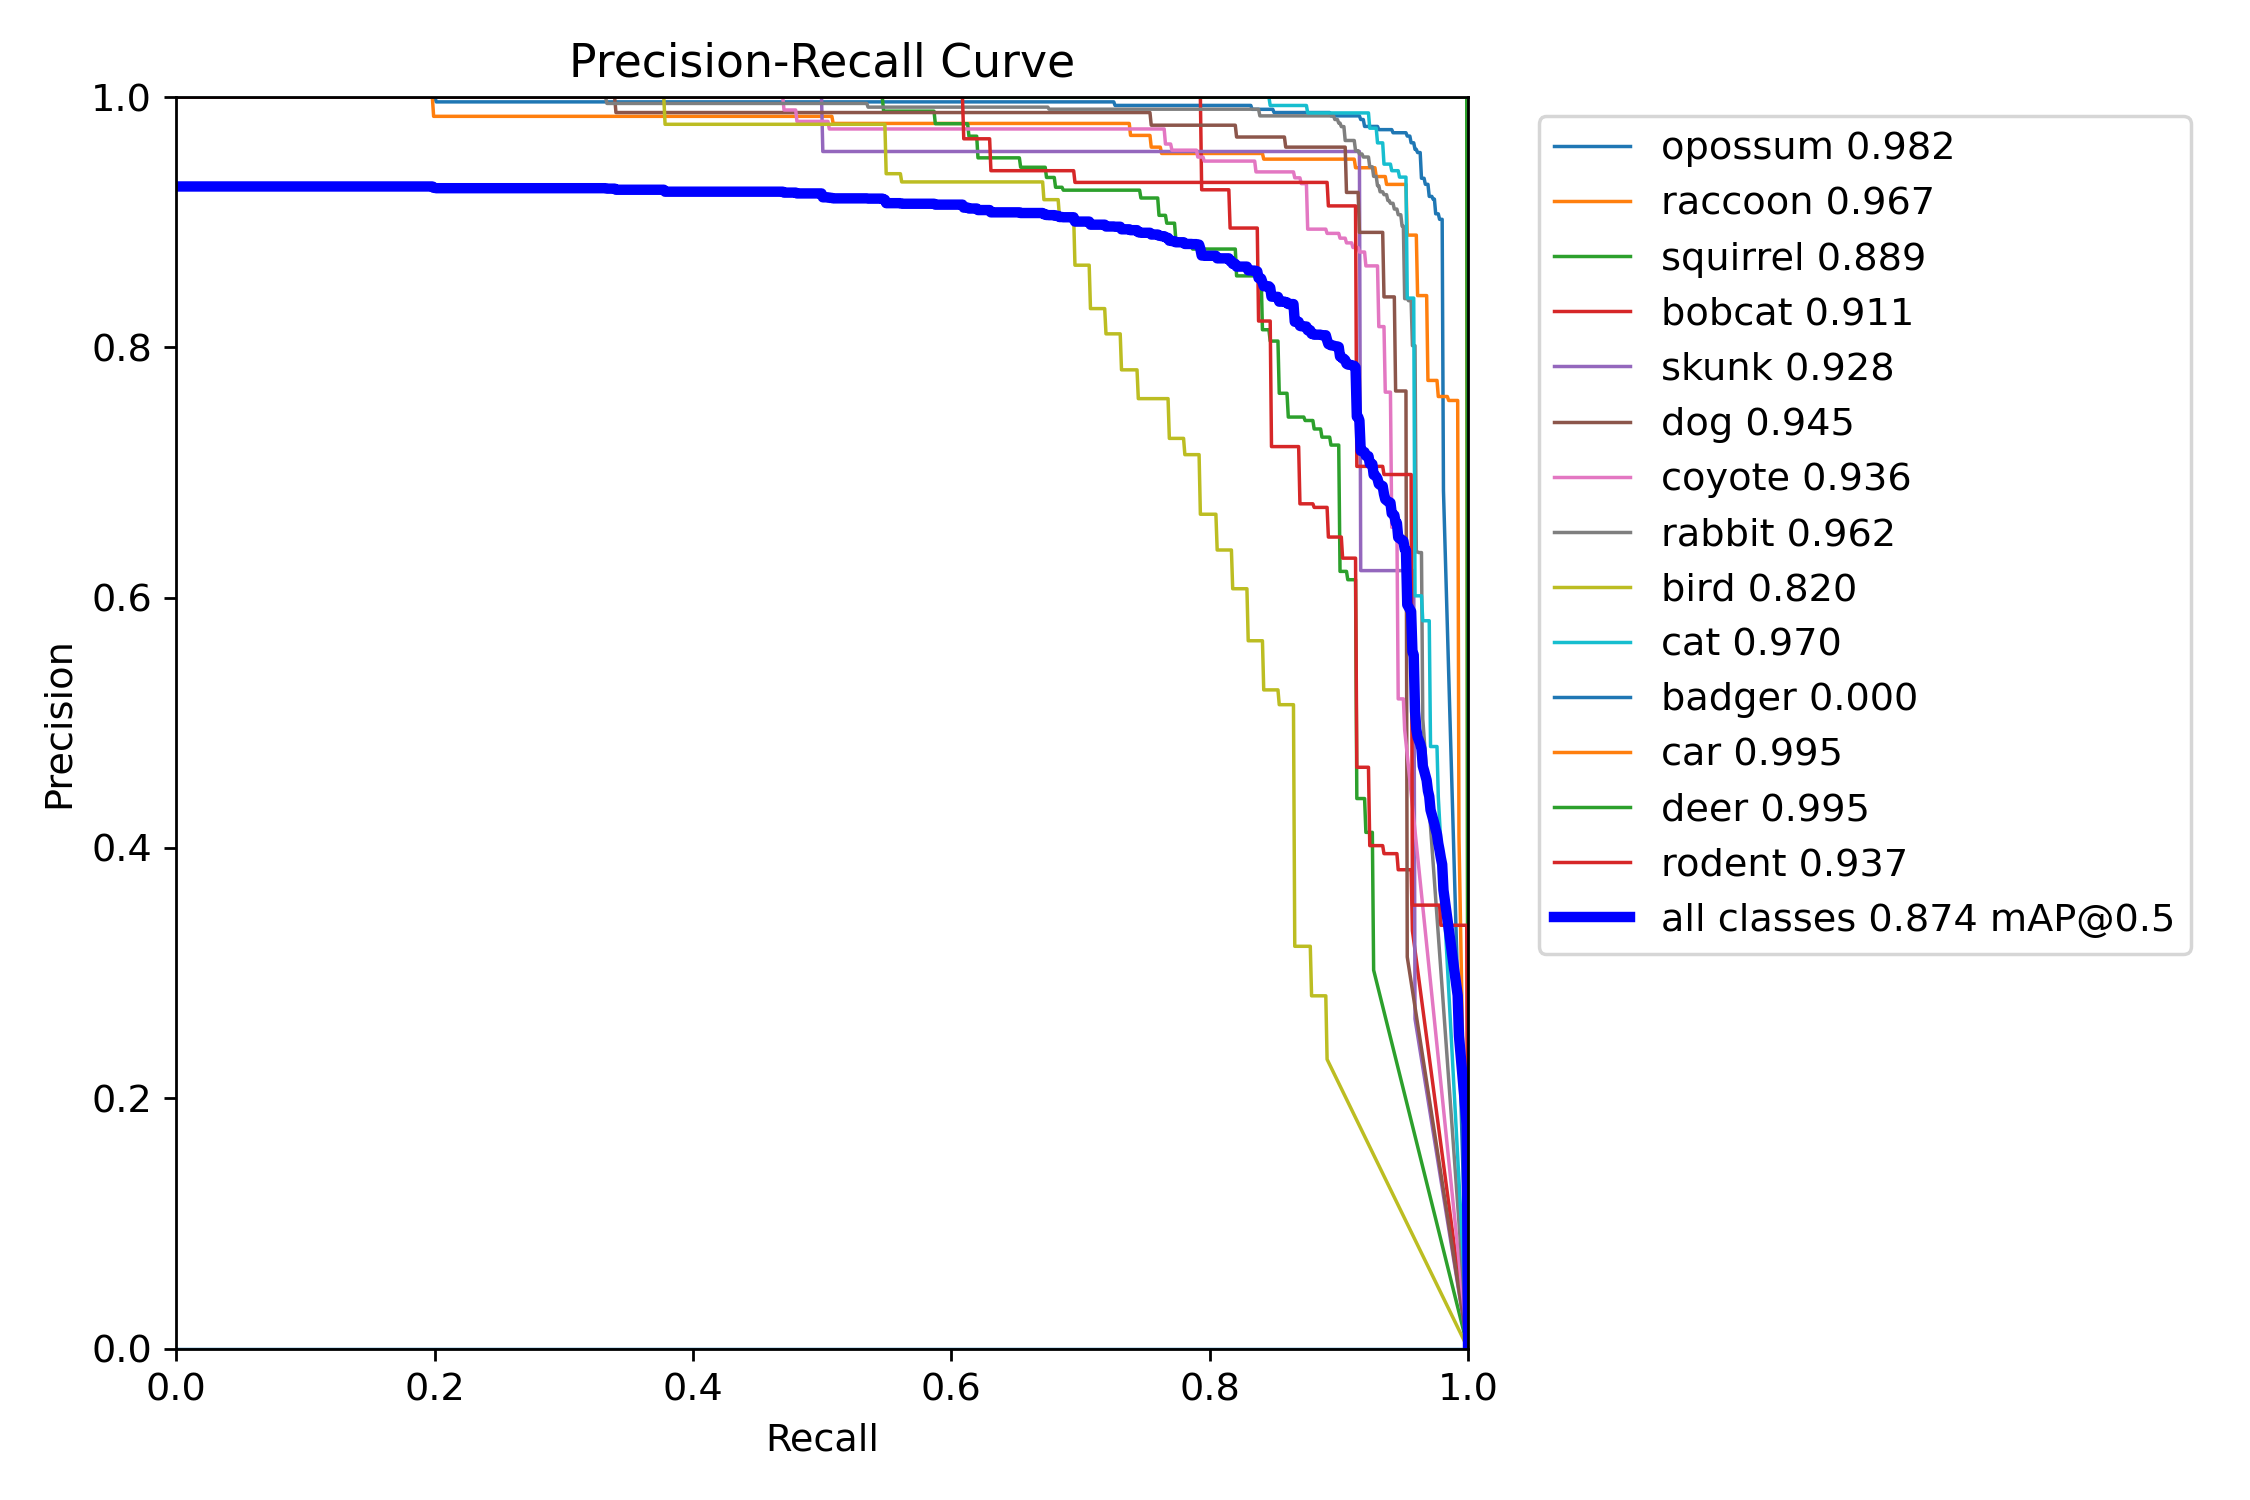 Precision-Recall Curve
1.0
0.8
0.6
0.4
0.2
0.0
Precision
0.0 0.2 0.4 0.6 0.8 1.0
Recall
opossum 0.982
raccoon 0.967
squirrel 0.889
bobcat 0.911
skunk 0.928
dog 0.945
coyote 0.936
rabbit 0.962
bird 0.820
cat 0.970
badger 0.000
car 0.995
deer 0.995
rodent 0.937
all classes 0.874 mAP@0.5